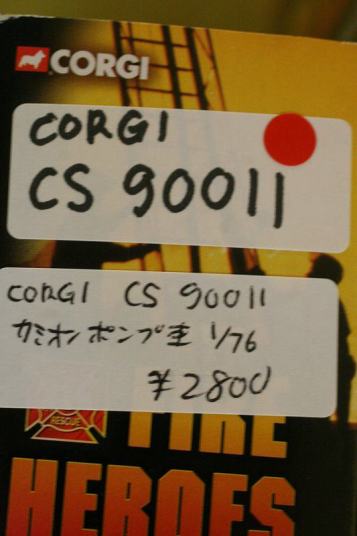 CORGI
CORGI
CS 90011
CORGI CS 90011
カミオンポンプ車 1/76
¥2800
RESCUE
FIRE
HEROES